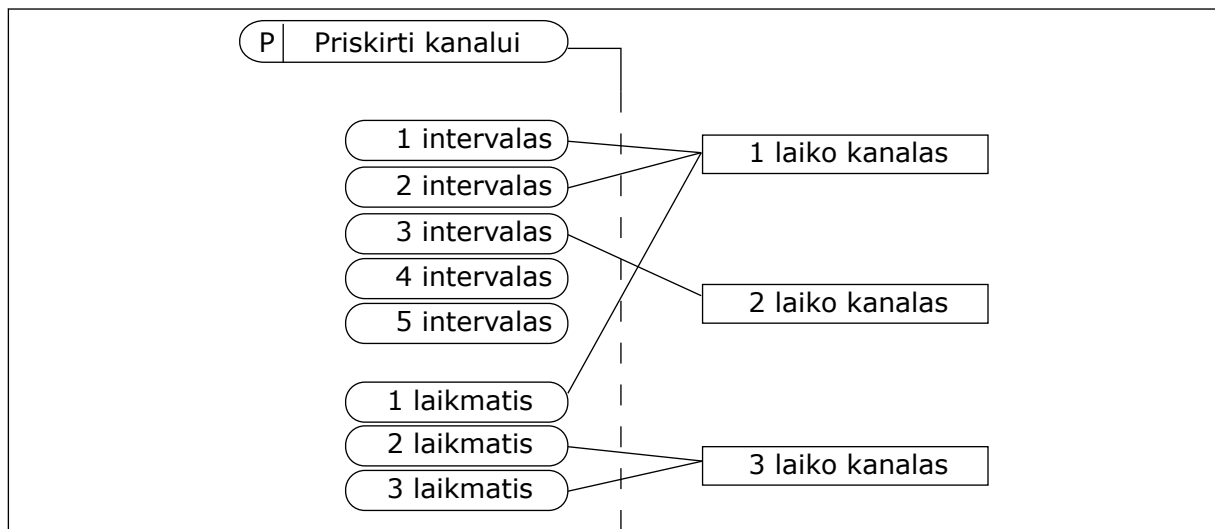 P Priskirti kanalui
1 intervalas
2 intervalas
3 intervalas
4 intervalas
5 intervalas
1 laikmatis
2 laikmatis
3 laikmatis
1 laiko kanalas
2 laiko kanalas
3 laiko kanalas